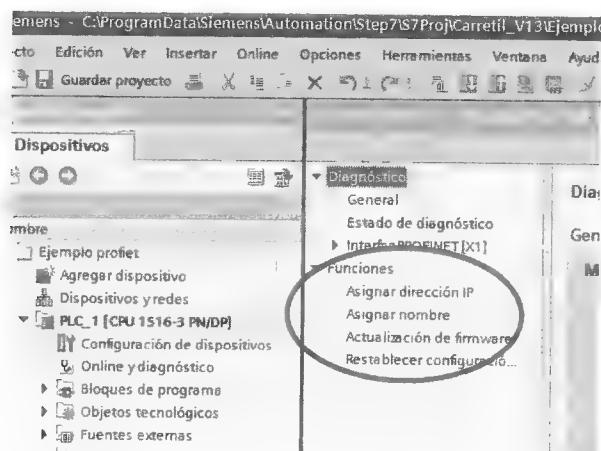 emens - C:\ProgramData\Siemens\Automation\Step7\S7Proj\Carretil_V13\Ejemplo
cto Edición Ver Insertar Online Opciones Herramientas Ventana Ayud
Guardar proyecto
Dispositivos
mbre
Ejemplo profiet
Agregar dispositivo
Dispositivos y redes
PLC_1 [CPU 1516-3 PN/DP]
Configuración de dispositivos
Online y diagnóstico
Bloques de programa
Objetos tecnológicos
Fuentes externas
Diagnóstico
General
Estado de diagnóstico
Interfaz PROFINET [X1]
Funciones
Asignar dirección IP
Asignar nombre
Actualización de firmware
Restablecer configuració...
Dia
Gen
M